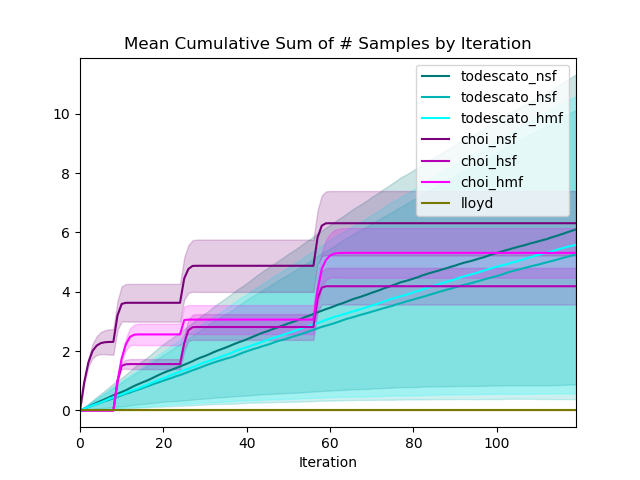 Mean Cumulative Sum of # Samples by Iteration
todescato_nsf
todescato_hsf
todescato_hmf
choi_nsf
choi_hsf
choi_hmf
lloyd
10
8
6
4
2
0
0 20 40 60 80 100
Iteration